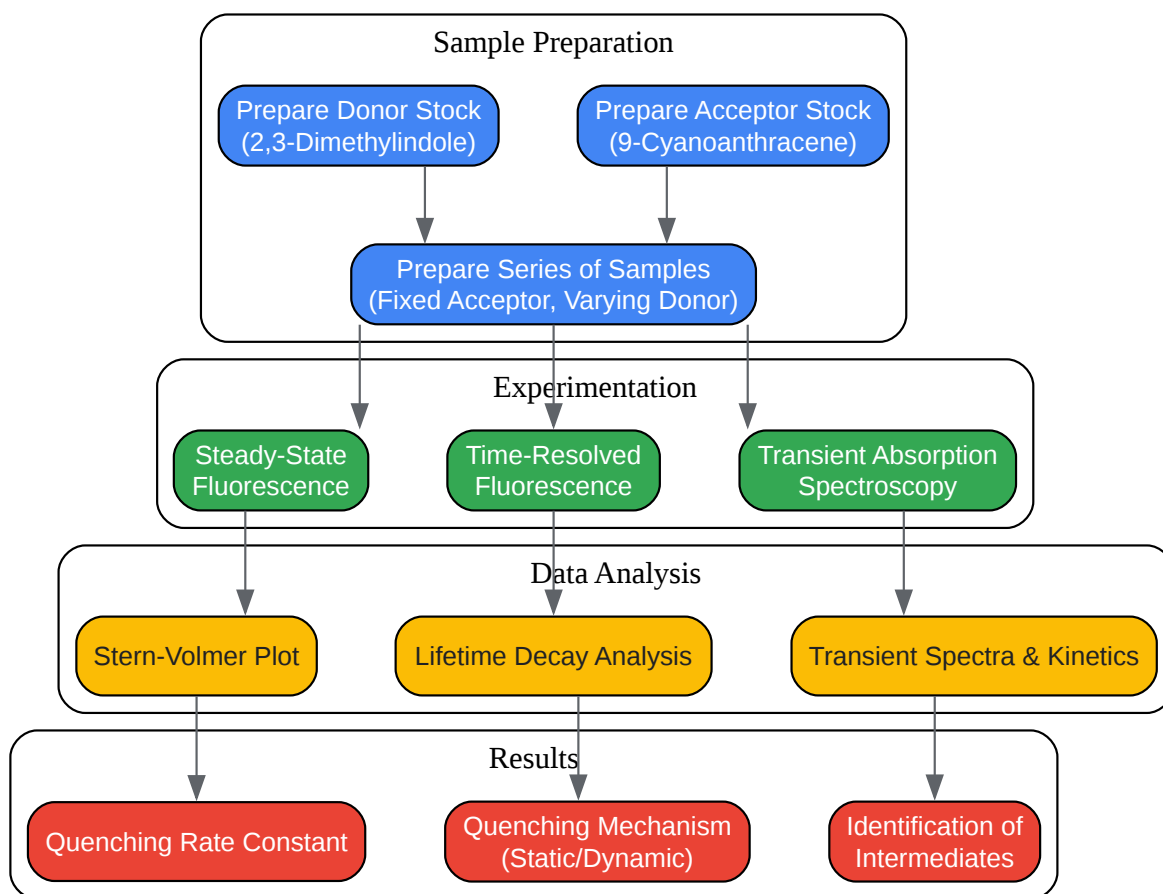 Sample Preparation
Prepare Donor Stock
(2,3-Dimethylindole)
Prepare Acceptor Stock
(9-Cyanoanthracene)
Prepare Series of Samples
(Fixed Acceptor, Varying Donor)
Experimentation
Steady-State
Fluorescence
Time-Resolved
Fluorescence
Transient Absorption
Spectroscopy
Data Analysis
Stern-Volmer Plot
Lifetime Decay Analysis
Transient Spectra & Kinetics
Results
Quenching Rate Constant
Quenching Mechanism
(Static/Dynamic)
Identification of
Intermediates